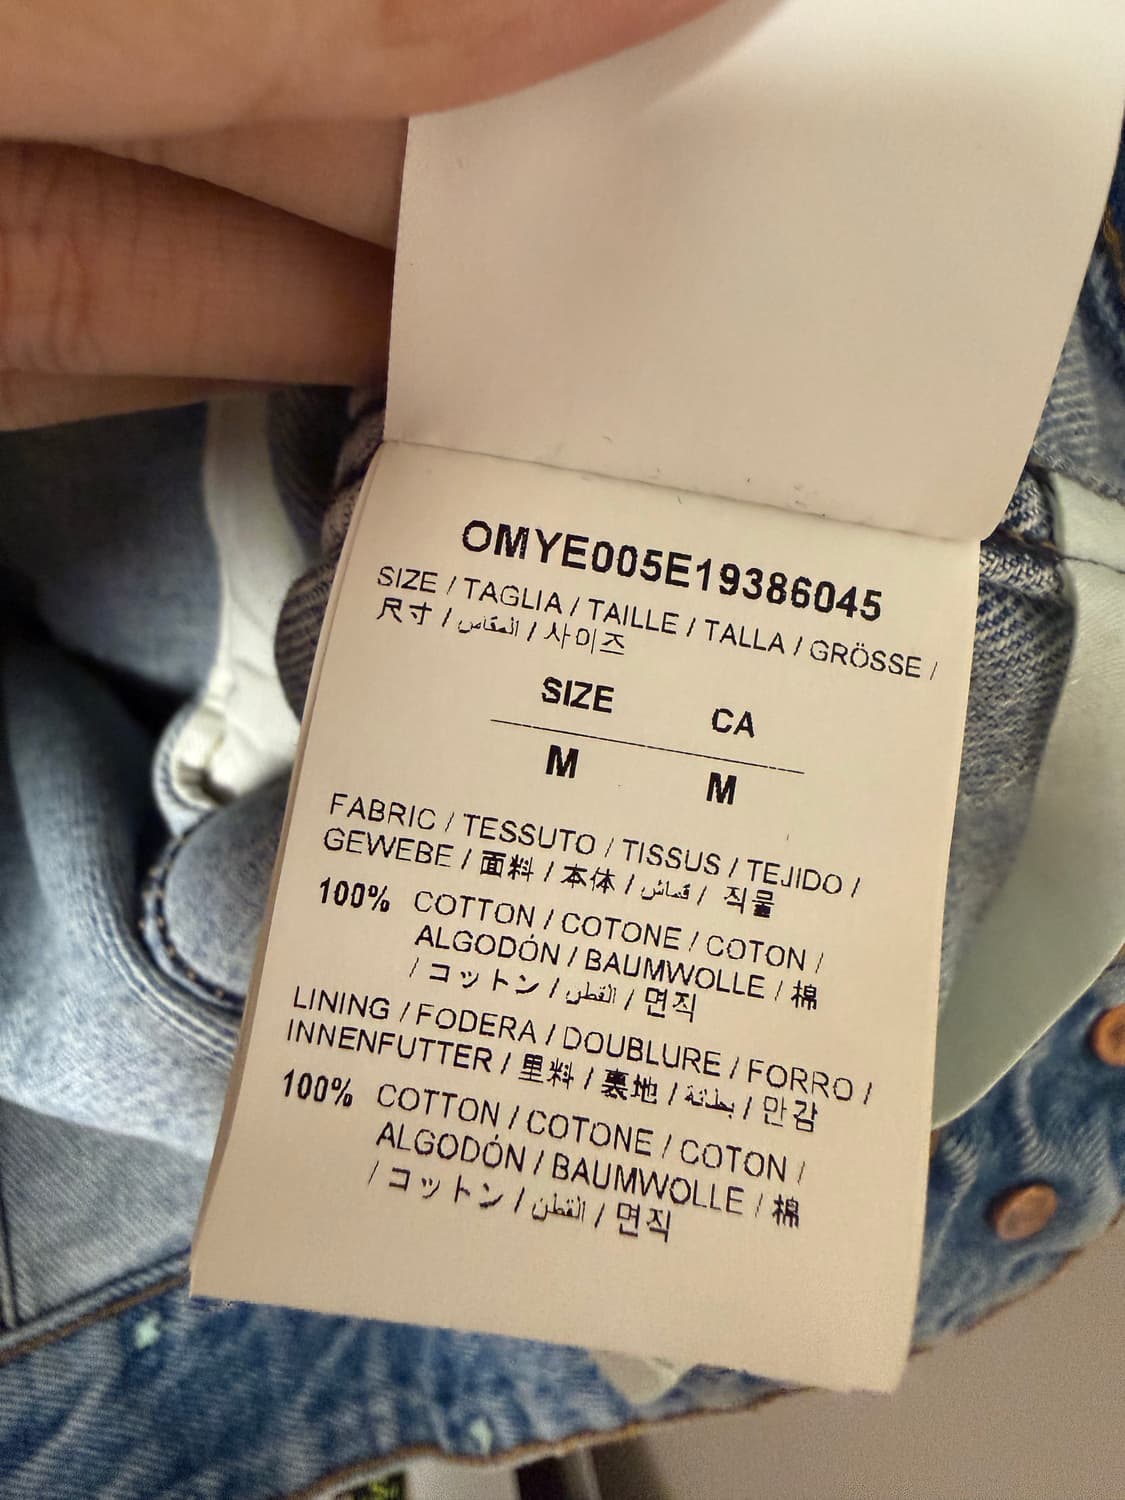 OMYE005E19386045
SIZE / TAGLIA / TAILLE / TALLA / GRÖSSE /
尺寸 / المقاس / 사이즈
SIZE CA
M M
FABRIC / TESSUTO / TISSUS / TEJIDO /
GEWEBE / 面料 / 本体 / قماش / 직물
100% COTTON / COTONE / COTON /
ALGODÓN / BAUMWOLLE / 棉
/ コットン / القطن / 면직
LINING / FODERA / DOUBLURE / FORRO /
INNENFUTTER / 里料 / 裏地 / بطانة / 안감
100% COTTON / COTONE / COTON /
ALGODÓN / BAUMWOLLE / 棉
/ コットン / القطن / 면직